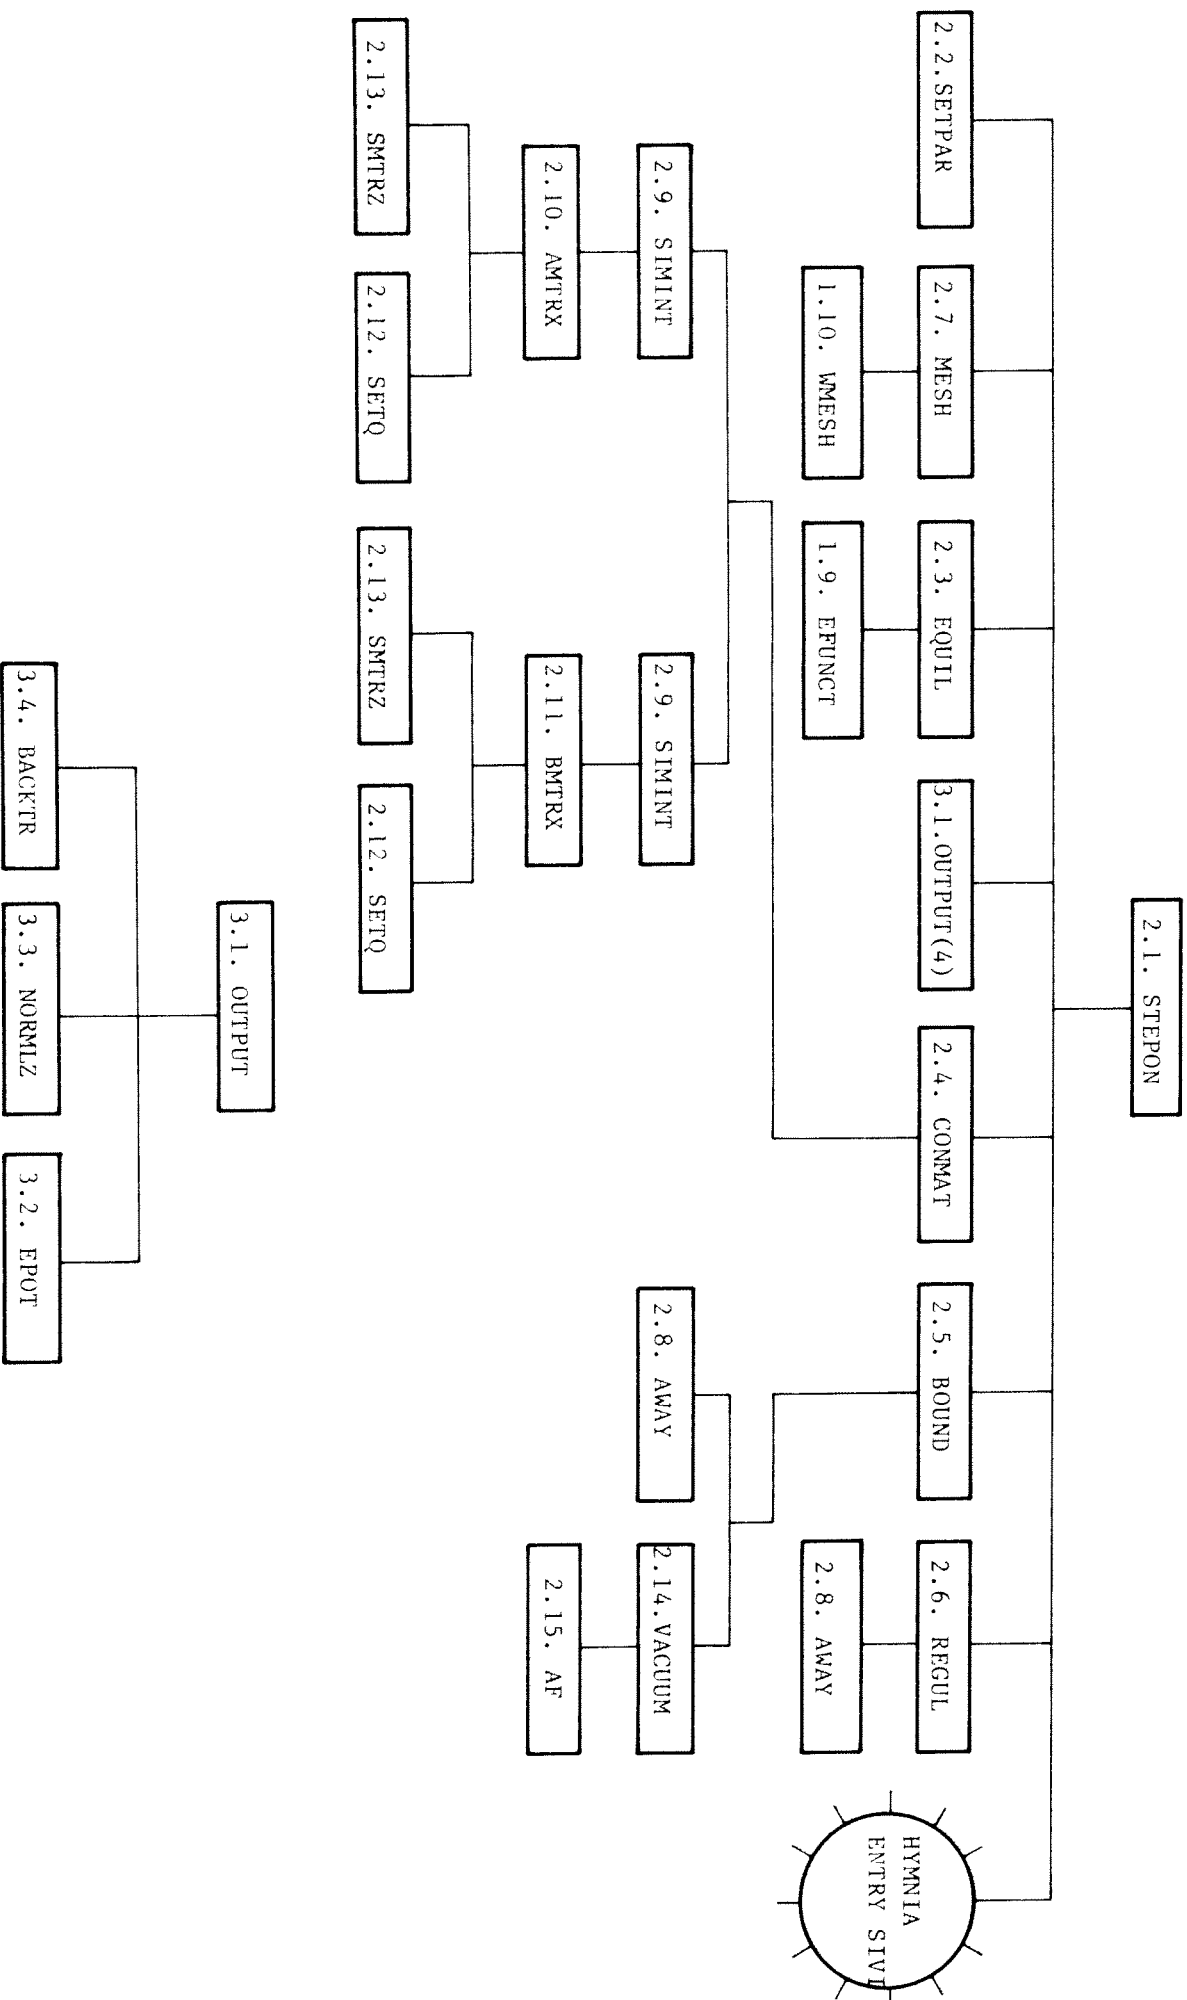 2.1. STEPON
2.2.SETPAR
2.7. MESH
2.3. EQUIL
3.1.OUTPUT(4)
2.4. CONMAT
2.5. BOUND
2.6. REGUL
HYMNIA
ENTRY
1.10. WMESH
1.9. EFUNCT
2.8. AWAY
2.9. SIMINT
2.9. SIMINT
2.8. AWAY
2.14.VACUUM
2.10. AMTRX
2.11. BMTRX
2.15. AF
2.13. SMTRZ
2.12. SETQ
2.13. SMTRZ
2.12. SETQ
3.1. OUTPUT
3.4. BACKTR
3.3. NORMLZ
3.2. EPOT